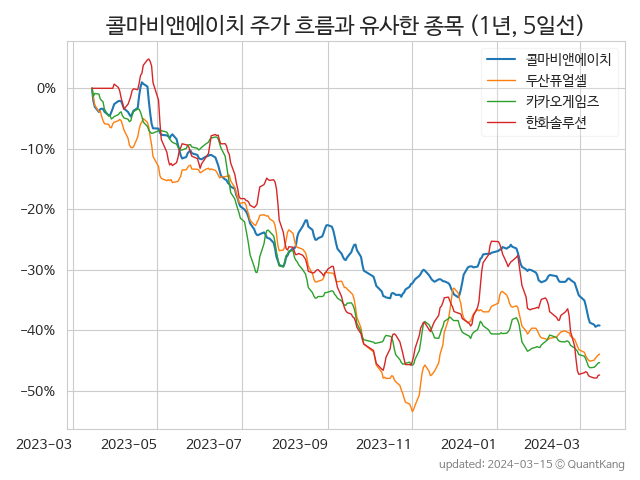 콜마비앤에이치 주가 흐름과 유사한 종목 (1년, 5일선)
콜마비앤에이치
두산퓨얼셀
카카오게임즈
한화솔루션
0%
−10%
−20%
−30%
−40%
−50%
2023-03 2023-05 2023-07 2023-09 2023-11 2024-01 2024-03
updated: 2024-03-15 © QuantKang